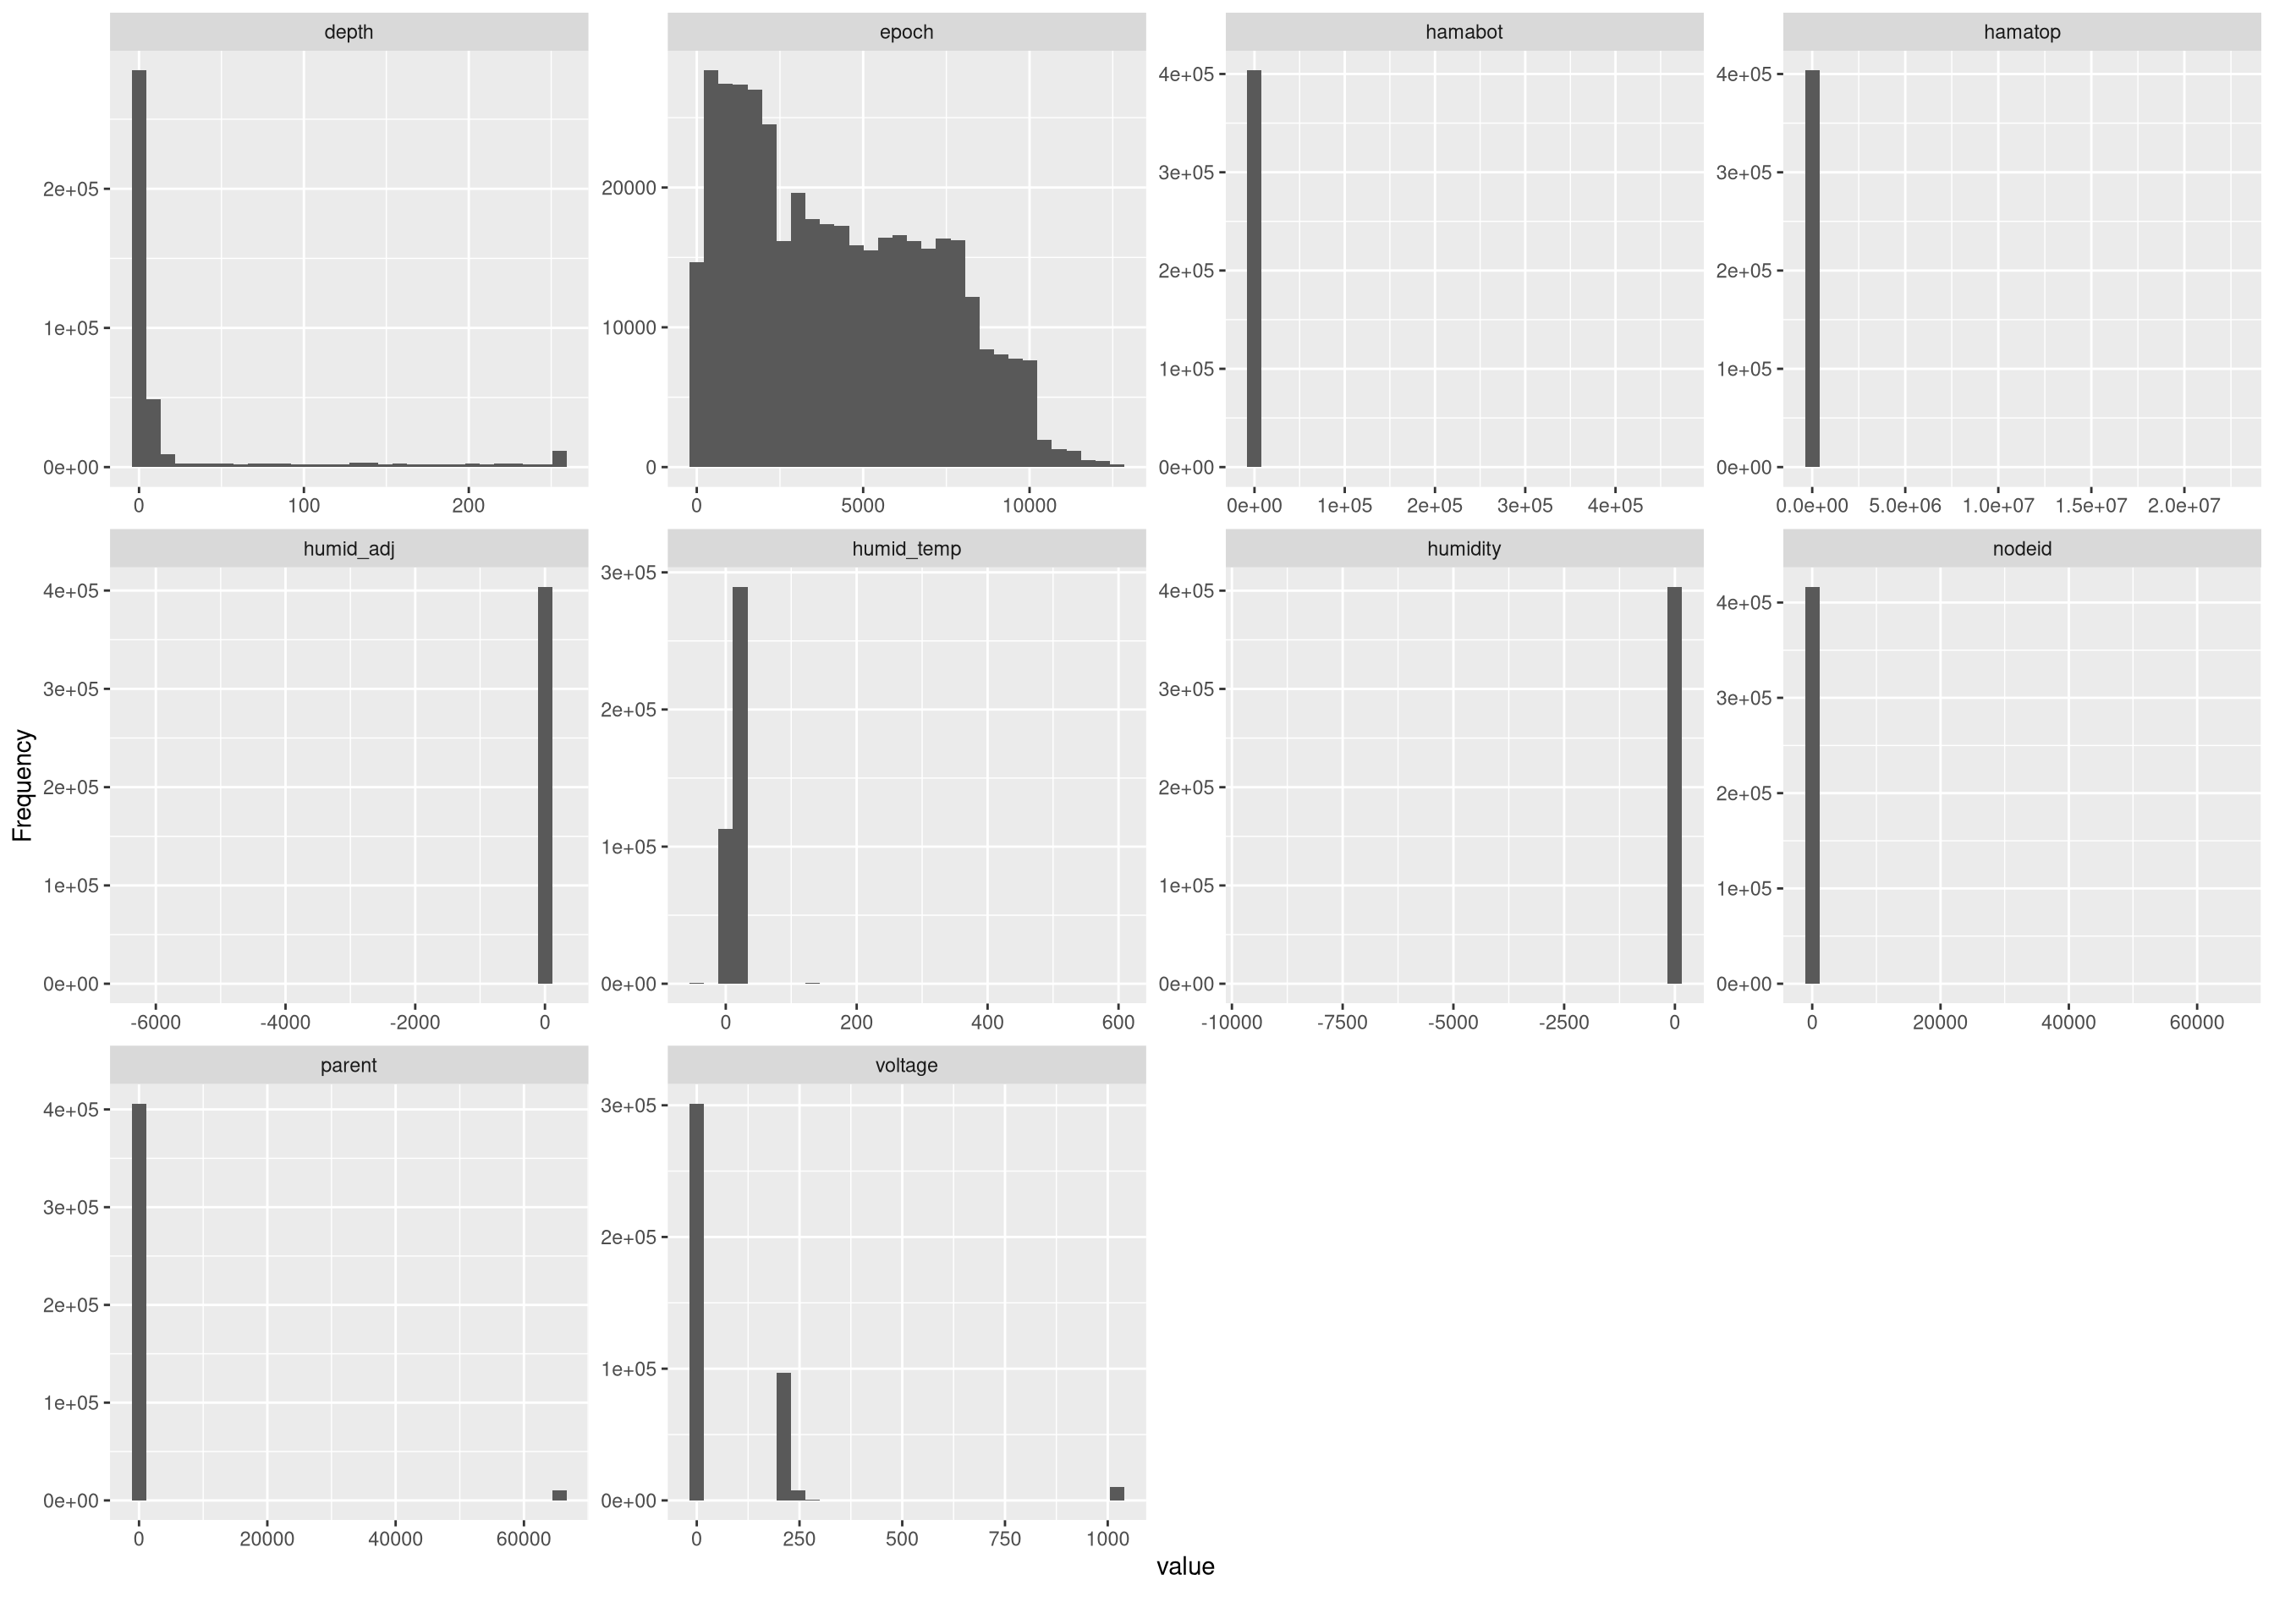 depth
epoch
hamabot
hamatop
2e+05
1e+05
0e+00
0
100
200
20000
10000
0
0
5000
10000
4e+05
3e+05
2e+05
1e+05
0e+00
0e+00
1e+05
2e+05
3e+05
4e+05
4e+05
3e+05
2e+05
1e+05
0e+00
0.0e+00
5.0e+06
1.0e+07
1.5e+07
2.0e+07
humid_adj
humid_temp
humidity
nodeid
4e+05
3e+05
2e+05
1e+05
0e+00
-6000
-4000
-2000
0
3e+05
2e+05
1e+05
0e+00
0
200
400
600
4e+05
3e+05
2e+05
1e+05
0e+00
-10000
-7500
-5000
-2500
0
4e+05
3e+05
2e+05
1e+05
0e+00
0
20000
40000
60000
parent
voltage
4e+05
3e+05
2e+05
1e+05
0e+00
0
20000
40000
60000
3e+05
2e+05
1e+05
0e+00
0
250
500
750
1000
Frequency
value